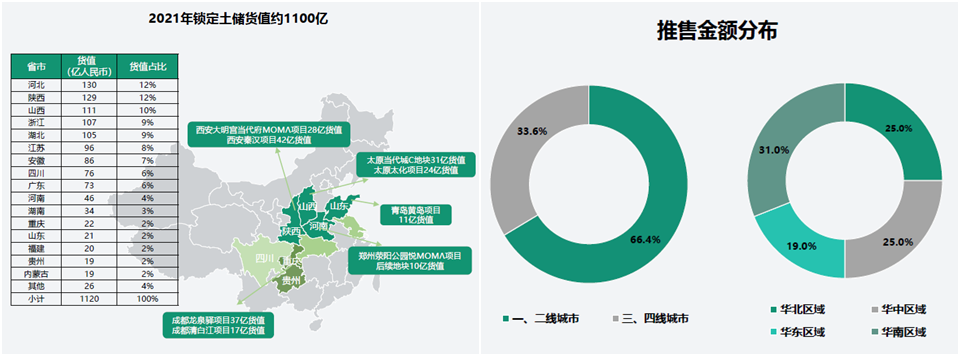 2021年锁定土储货值约1100亿
省市 货值（亿人民币） 货值占比
河北 130 12%
陕西 129 12%
山西 111 10%
浙江 107 9%
湖北 105 9%
江苏 96 8%
安徽 86 7%
四川 76 6%
广东 73 6%
河南 46 4%
湖南 34 3%
重庆 22 2%
山东 21 2%
福建 20 2%
贵州 19 2%
内蒙古 19 2%
其他 26 4%
小计 1120 100%
西安大明宫当代府MOMA项目28亿货值
西安秦汉项目42亿货值
太原当代城C地块31亿货值
太原太化项目24亿货值
青岛黄岛项目
11亿货值
郑州荥阳公园悦MOMA项目
后续地块10亿货值
成都龙泉驿项目37亿货值
成都清白江项目17亿货值
山西
山东
陕西
河南
四川
重庆
贵州
推售金额分布
33.6%
66.4%
一、二线城市
三、四线城市
25.0%
31.0%
19.0%
25.0%
华北区域
华中区域
华东区域
华南区域